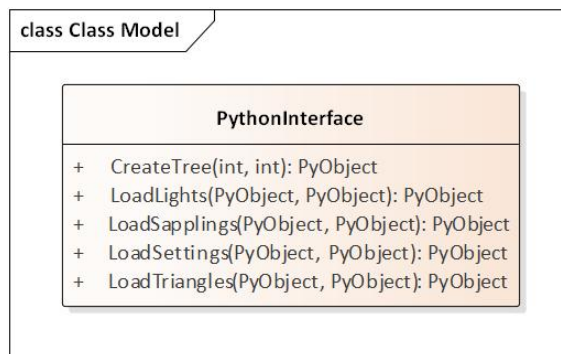 class Class Model
PythonInterface
+ CreateTree(int, int): PyObject
+ LoadLights(PyObject, PyObject): PyObject
+ LoadSapplings(PyObject, PyObject): PyObject
+ LoadSettings(PyObject, PyObject): PyObject
+ LoadTriangles(PyObject, PyObject): PyObject